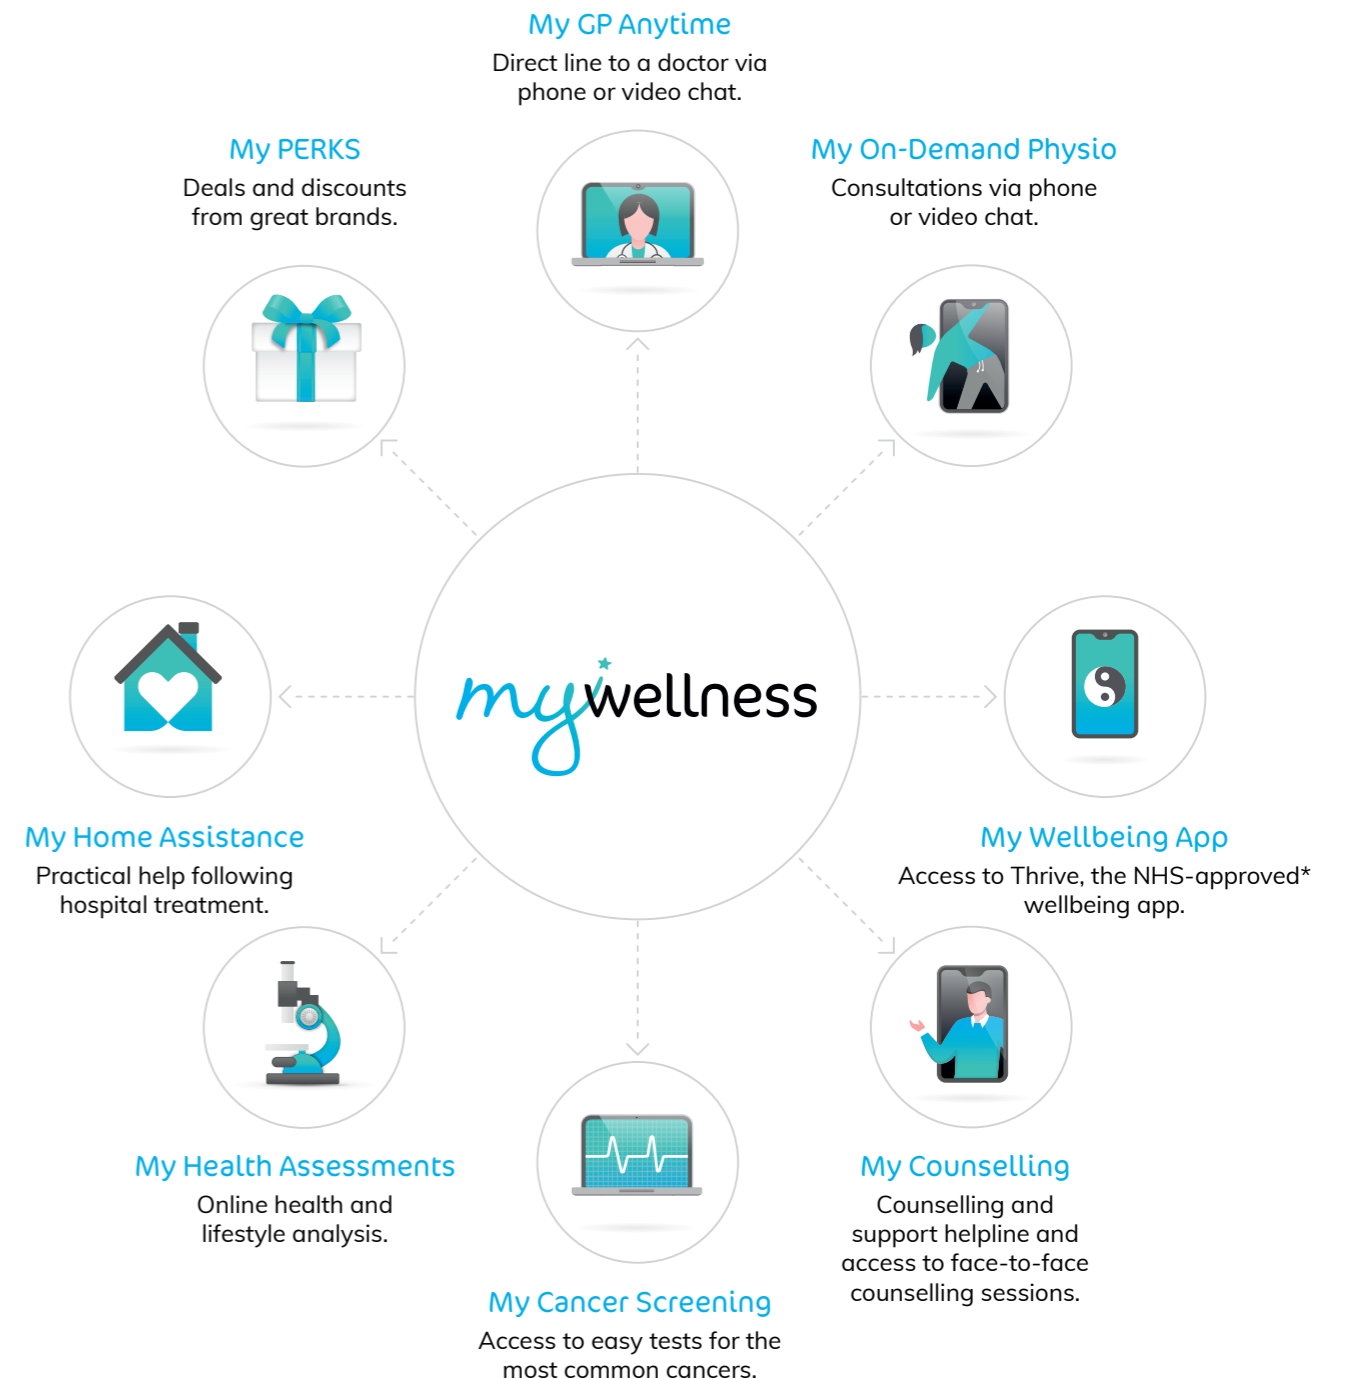 My GP Anytime
Direct line to a doctor via
phone or video chat.
My PERKS
Deals and discounts
from great brands.
My On-Demand Physio
Consultations via phone
or video chat.
mywellness
My Home Assistance
Practical help following
hospital treatment.
My Wellbeing App
Access to Thrive, the NHS-approved*
wellbeing app.
My Health Assessments
Online health and
lifestyle analysis.
My Counselling
Counselling and
support helpline and
access to face-to-face
counselling sessions.
My Cancer Screening
Access to easy tests for the
most common cancers.